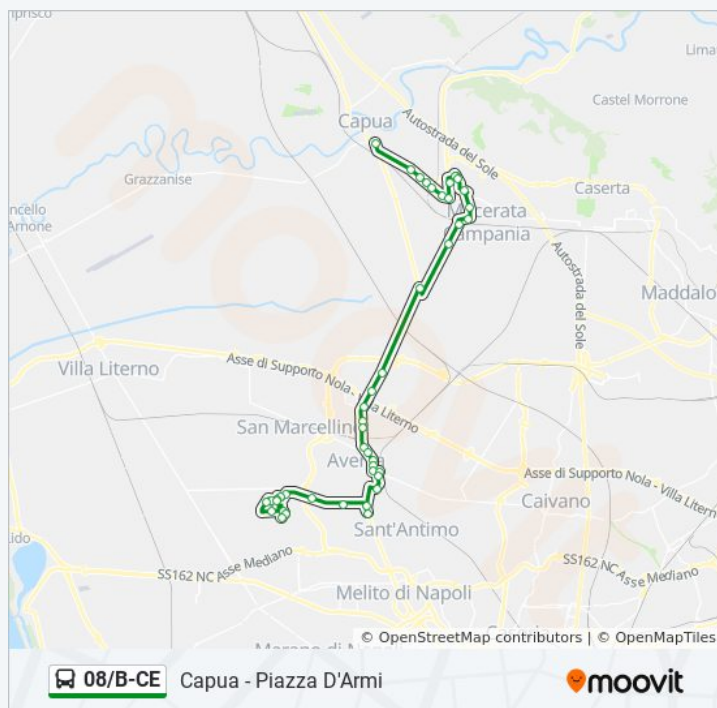 Lima
Castel Morrone
Capua
Autostrada del Sole
Grazzanise
Caserta
Macerata
Campania
Autostrada del Sole
Maddalo
Villa Literno
Asse di Supporto Nola - Villa Literno
San Marcellino
Aversa
Asse di Supporto Nola - Villa Literno
Caivano
Sant'Antimo
SS162 NC Asse Mediano
SS162 NC Asse Mediano
Melito di Napoli
© OpenStreetMap contributors | © OpenMapTiles
08/B-CE Capua - Piazza D'Armi
moovit